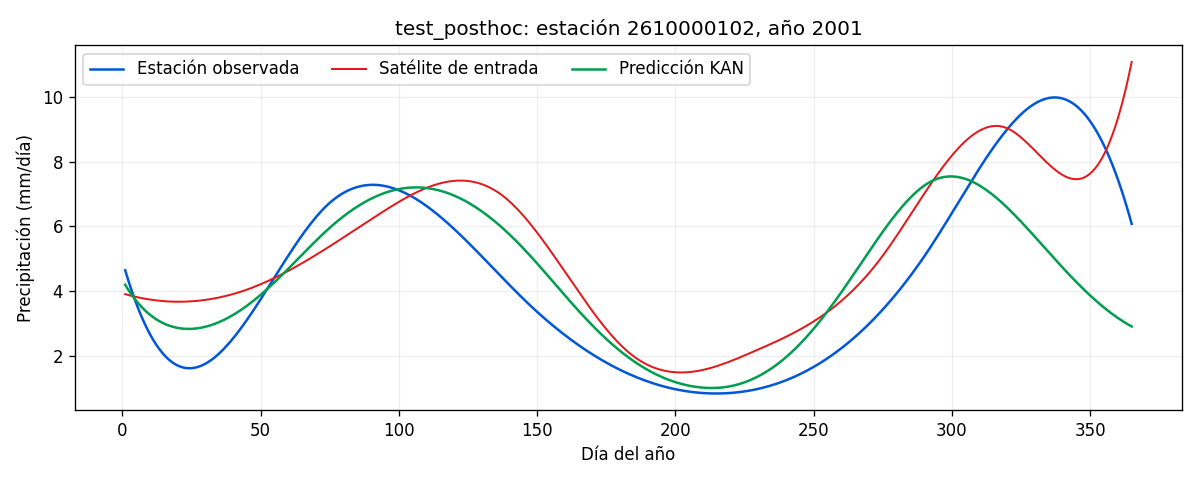 test_posthoc: estación 2610000102, año 2001
Estación observada
Satélite de entrada
Predicción KAN
Precipitación (mm/día)
10
8
6
4
2
0
50
100
150
200
250
300
350
Día del año